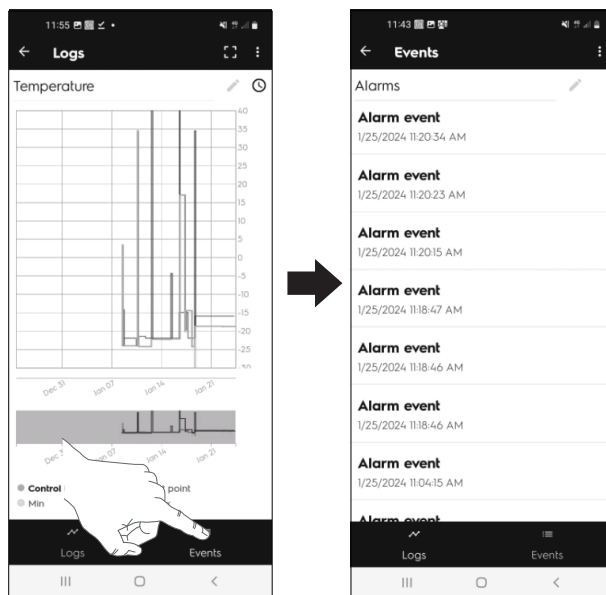 11:55
Logs
Temperature
40
35
30
25
20
15
10
5
0
-5
-10
-15
-20
-25
-30
Dec 31
Jan 07
Jan 14
Jan 21
Jan 14
Jan 21
Control
point
Min
Logs
Events
11:43
Events
Alarms
Alarm event
1/25/2024 11:20:34 AM
Alarm event
1/25/2024 11:20:23 AM
Alarm event
1/25/2024 11:20:15 AM
Alarm event
1/25/2024 11:18:47 AM
Alarm event
1/25/2024 11:18:46 AM
Alarm event
1/25/2024 11:18:46 AM
Alarm event
1/25/2024 11:04:15 AM
Alarm event
Logs
Events